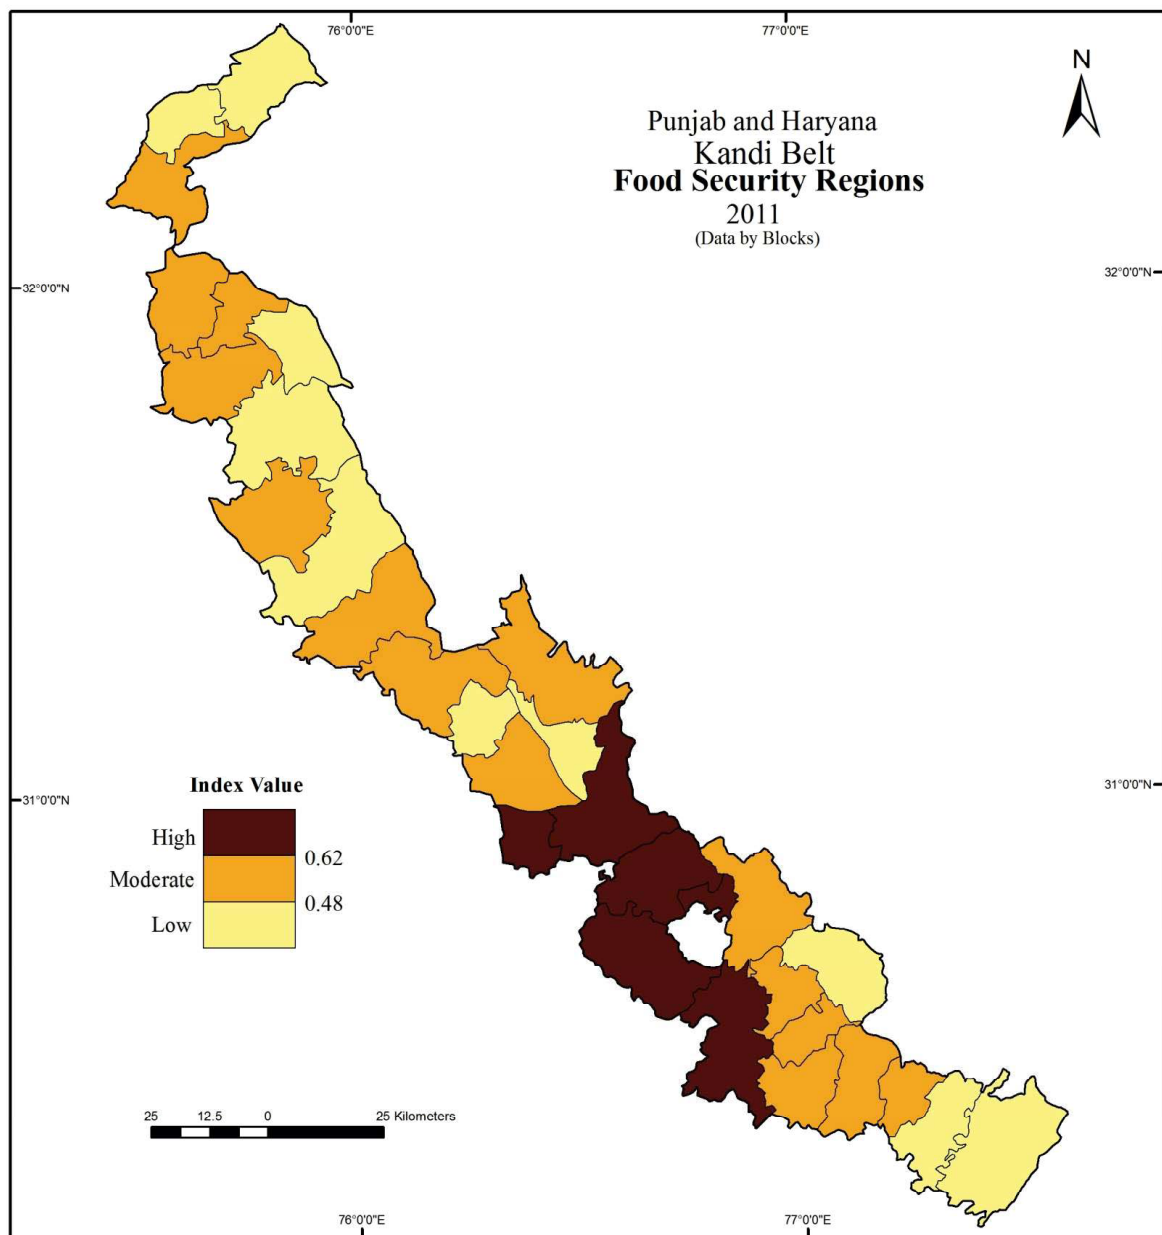 76°0'0"E
77°0'0"E
N
Punjab and Haryana
Kandi Belt
Food Security Regions
2011
(Data by Blocks)
32°0'0"N
32°0'0"N
31°0'0"N
31°0'0"N
Index Value
High
0.62
Moderate
0.48
Low
25 12.5 0 25 Kilometers
76°0'0"E
77°0'0"E